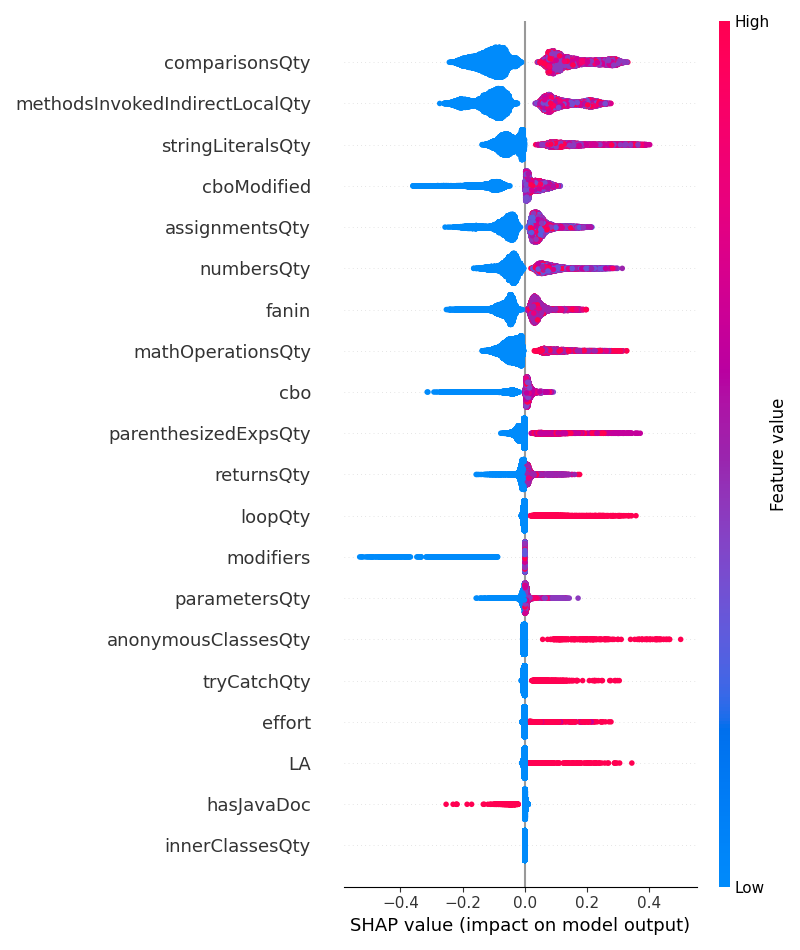 High
comparisonsQty
methodsInvokedIndirectLocalQty
stringLiteralsQty
cboModified
assignmentsQty
numbersQty
fanin
mathOperationsQty
cbo
parenthesizedExpsQty
returnsQty
loopQty
modifiers
parametersQty
anonymousClassesQty
tryCatchQty
effort
LA
hasJavaDoc
innerClassesQty
Feature value
Low
−0.4 −0.2 0.0 0.2 0.4
SHAP value (impact on model output)